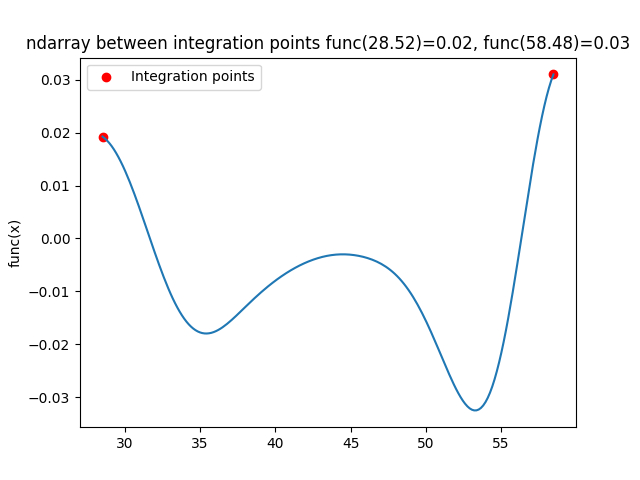 ndarray between integration points func(28.52)=0.02, func(58.48)=0.03
Integration points
func(x)
0.03
0.02
0.01
0.00
−0.01
−0.02
−0.03
30 35 40 45 50 55